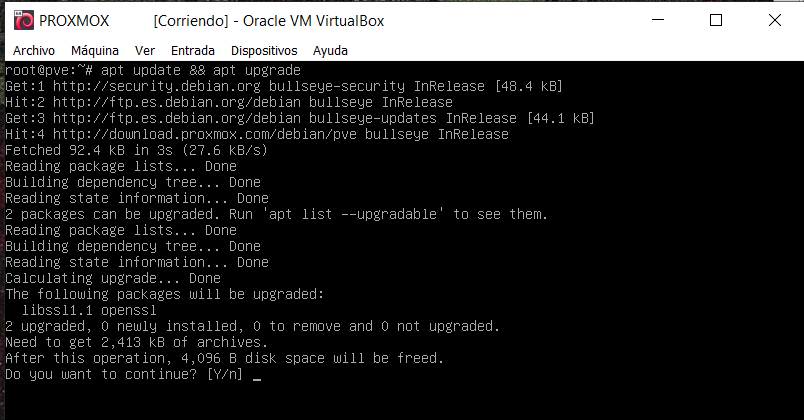 PROXMOX [Corriendo] - Oracle VM VirtualBox
Archivo Máquina Ver Entrada Dispositivos Ayuda
root@pve:~# apt update && apt upgrade
Get:1 http://security.debian.org bullseye-security InRelease [48.4 kB]
Hit:2 http://ftp.es.debian.org/debian bullseye InRelease
Get:3 http://ftp.es.debian.org/debian bullseye-updates InRelease [44.1 kB]
Hit:4 http://download.proxmox.com/debian/pve bullseye InRelease
Fetched 92.4 kB in 3s (27.6 kB/s)
Reading package lists... Done
Building dependency tree... Done
Reading state information... Done
2 packages can be upgraded. Run 'apt list --upgradable' to see them.
Reading package lists... Done
Building dependency tree... Done
Reading state information... Done
Calculating upgrade... Done
The following packages will be upgraded:
  libssl1.1 openssl
2 upgraded, 0 newly installed, 0 to remove and 0 not upgraded.
Need to get 2,413 kB of archives.
After this operation, 4,096 B disk space will be freed.
Do you want to continue? [Y/n] _